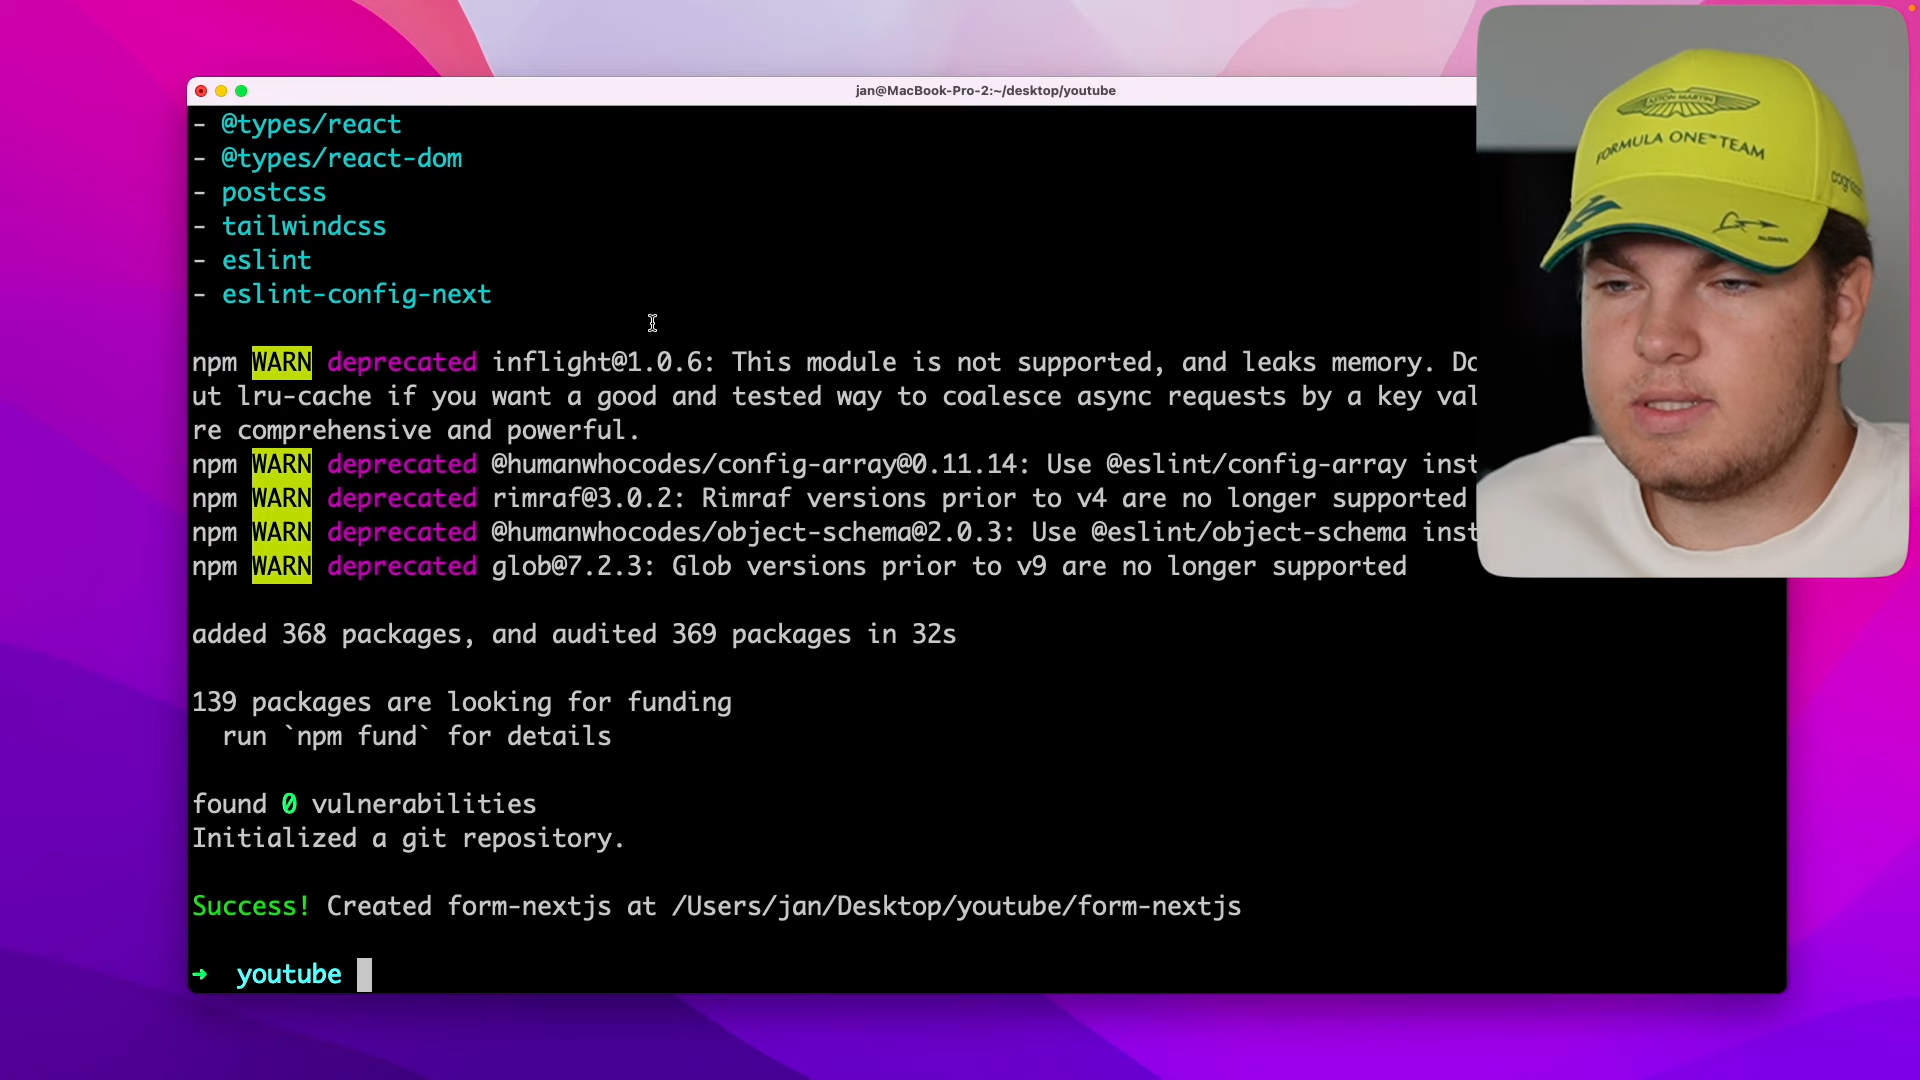 jan@MacBook-Pro-2:~/desktop/youtube
- @types/react
- @types/react-dom
- postcss
- tailwindcss
- eslint
- eslint-config-next
npm WARN deprecated inflight@1.0.6: This module is not supported, and leaks memory. Do
ut lru-cache if you want a good and tested way to coalesce async requests by a key val
re comprehensive and powerful.
npm WARN deprecated @humanwhocodes/config-array@0.11.14: Use @eslint/config-array inst
npm WARN deprecated rimraf@3.0.2: Rimraf versions prior to v4 are no longer supported
npm WARN deprecated @humanwhocodes/object-schema@2.0.3: Use @eslint/object-schema inst
npm WARN deprecated glob@7.2.3: Glob versions prior to v9 are no longer supported
added 368 packages, and audited 369 packages in 32s
139 packages are looking for funding
run `npm fund` for details
found 0 vulnerabilities
Initialized a git repository.
Success! Created form-nextjs at /Users/jan/Desktop/youtube/form-nextjs
➜ youtube
ASTON MARTIN
FORMULA ONE™ TEAM
ALONSO